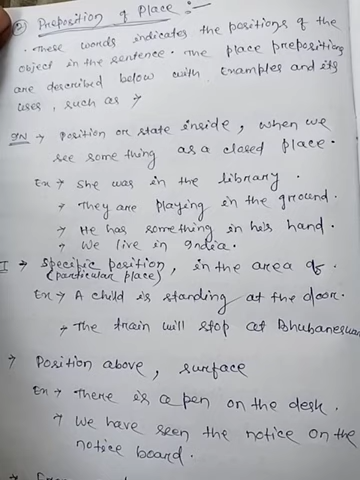 ② Preposition of Place :-
· These words indicates the positions of the
object in the sentence. The place prepositions
are described below with Examples and its
uses, such as →
IN → Position or state inside, when we
see something as a closed place.
Ex → She was in the library.
→ They are playing in the ground.
→ He has something in his hand.
→ We live in India.
→ Specific position, in the area of.
(particular place)
Ex → A child is standing at the door.
→ The train will stop at Bhubaneswar
→ Position above, surface
Ex → There is a pen on the desk.
→ We have seen the notice on the
notice board.